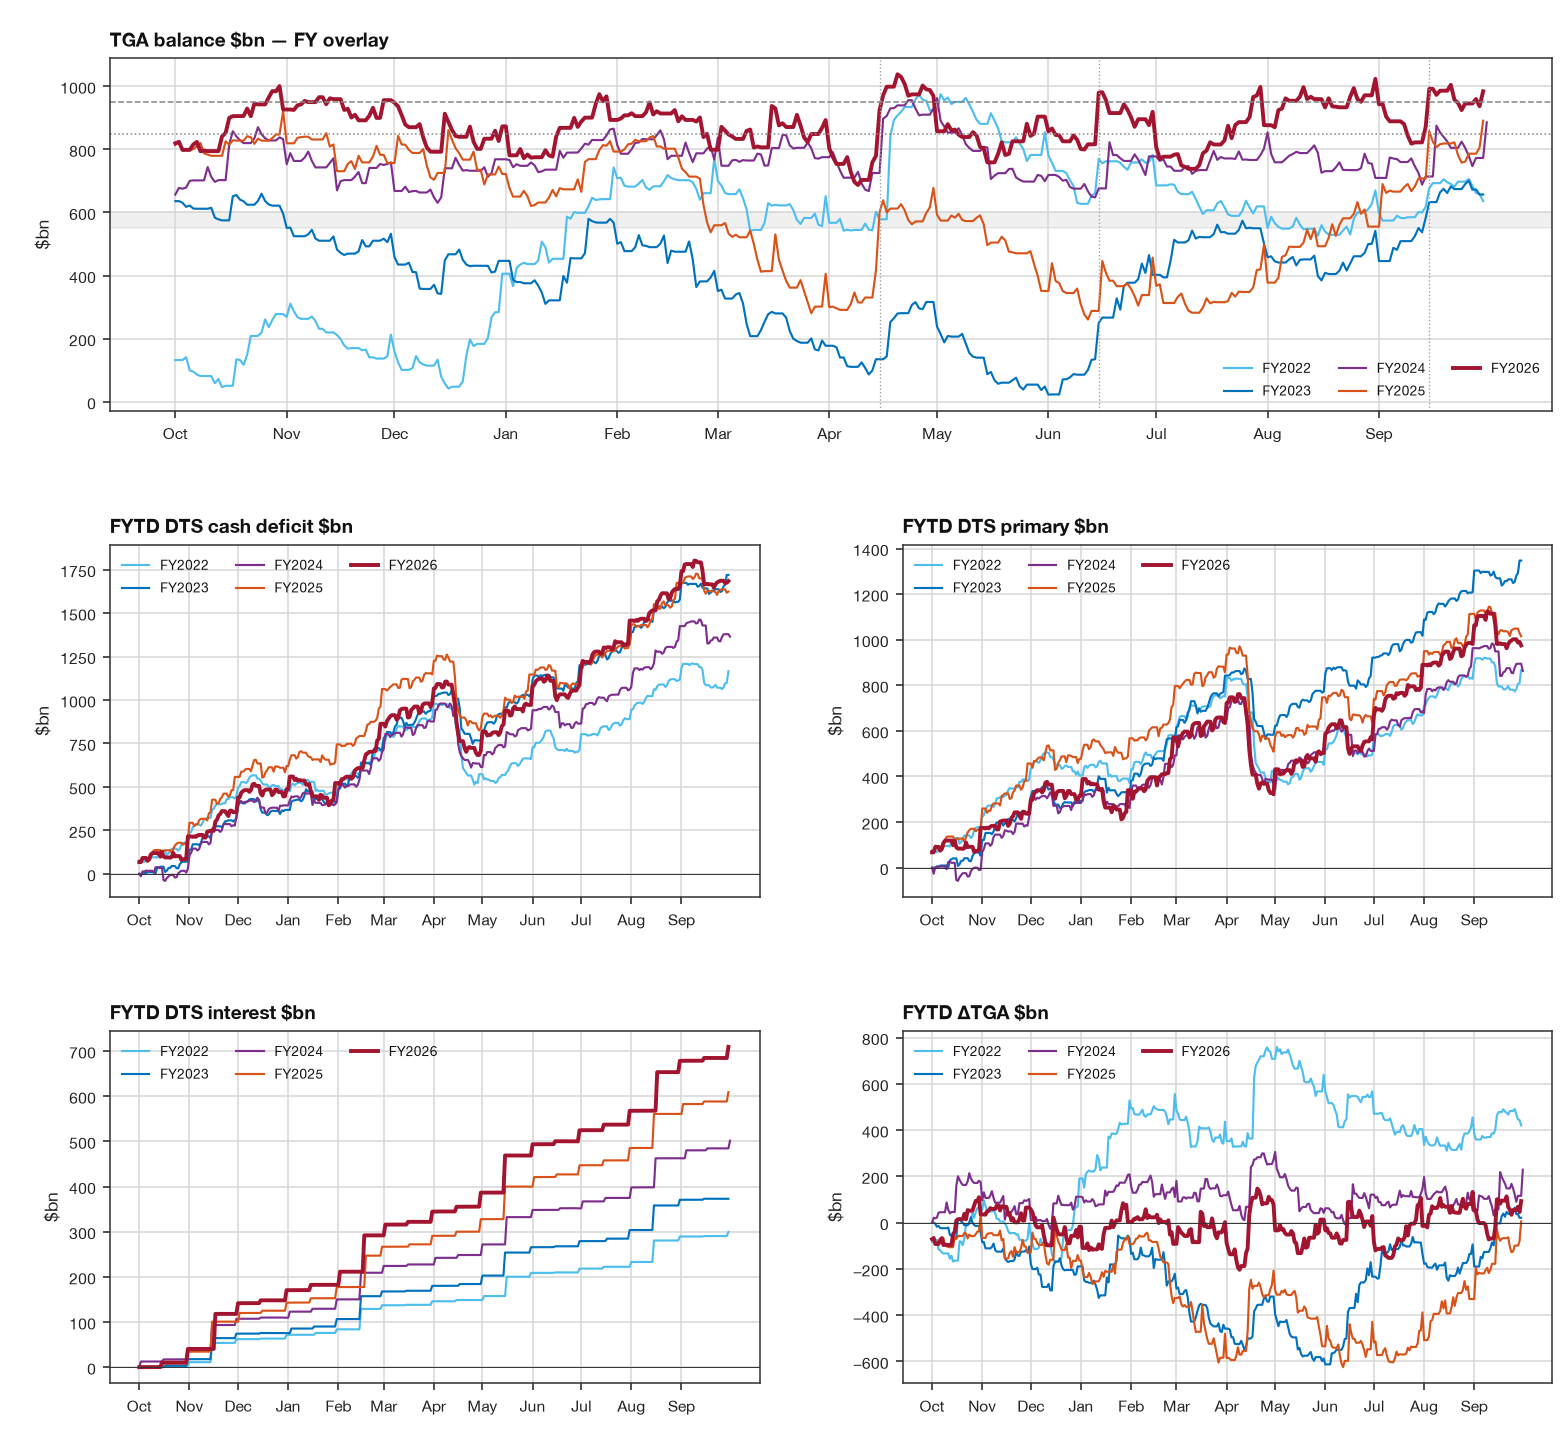 TGA balance $bn — FY overlay
1000
800
600
400
200
0
$bn
Oct Nov Dec Jan Feb Mar Apr May Jun Jul Aug Sep
FY2022 FY2024 FY2026
FY2023 FY2025
FYTD DTS cash deficit $bn
FY2022 FY2024 FY2026
FY2023 FY2025
1750
1500
1250
1000
750
500
250
0
$bn
Oct Nov Dec Jan Feb Mar Apr May Jun Jul Aug Sep
FYTD DTS primary $bn
FY2022 FY2024 FY2026
FY2023 FY2025
1400
1200
1000
800
600
400
200
0
$bn
Oct Nov Dec Jan Feb Mar Apr May Jun Jul Aug Sep
FYTD DTS interest $bn
FY2022 FY2024 FY2026
FY2023 FY2025
700
600
500
400
300
200
100
0
$bn
Oct Nov Dec Jan Feb Mar Apr May Jun Jul Aug Sep
FYTD ΔTGA $bn
FY2022 FY2024 FY2026
FY2023 FY2025
800
600
400
200
0
−200
−400
−600
$bn
Oct Nov Dec Jan Feb Mar Apr May Jun Jul Aug Sep